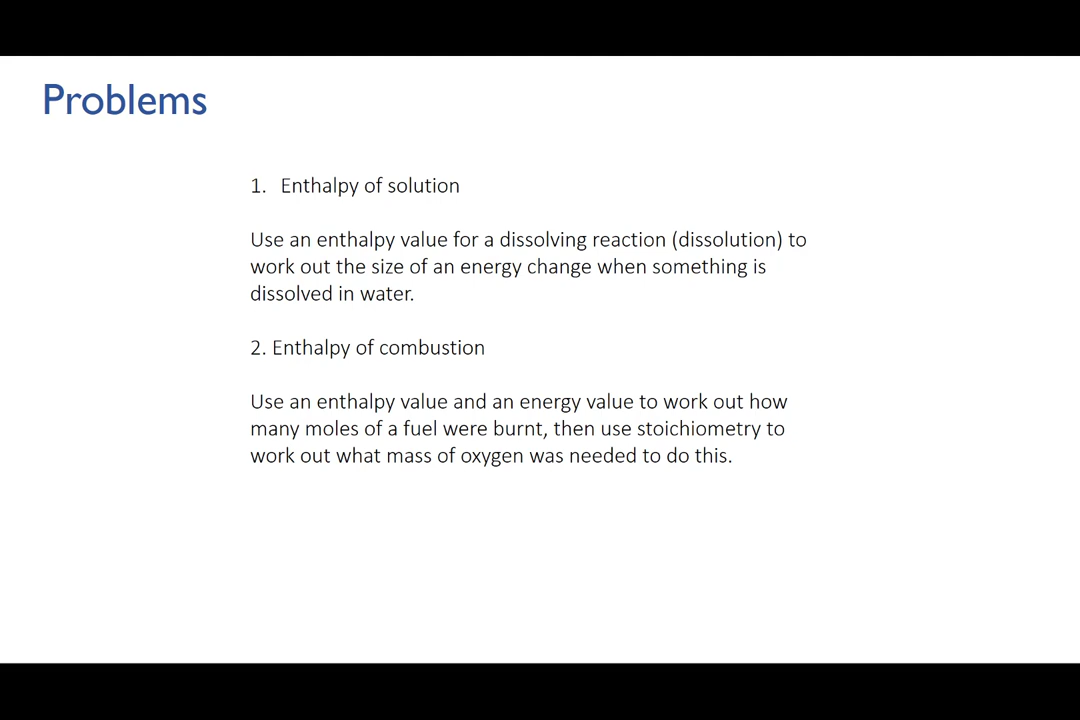 Problems
1. Enthalpy of solution
Use an enthalpy value for a dissolving reaction (dissolution) to
work out the size of an energy change when something is
dissolved in water.
2. Enthalpy of combustion
Use an enthalpy value and an energy value to work out how
many moles of a fuel were burnt, then use stoichiometry to
work out what mass of oxygen was needed to do this.